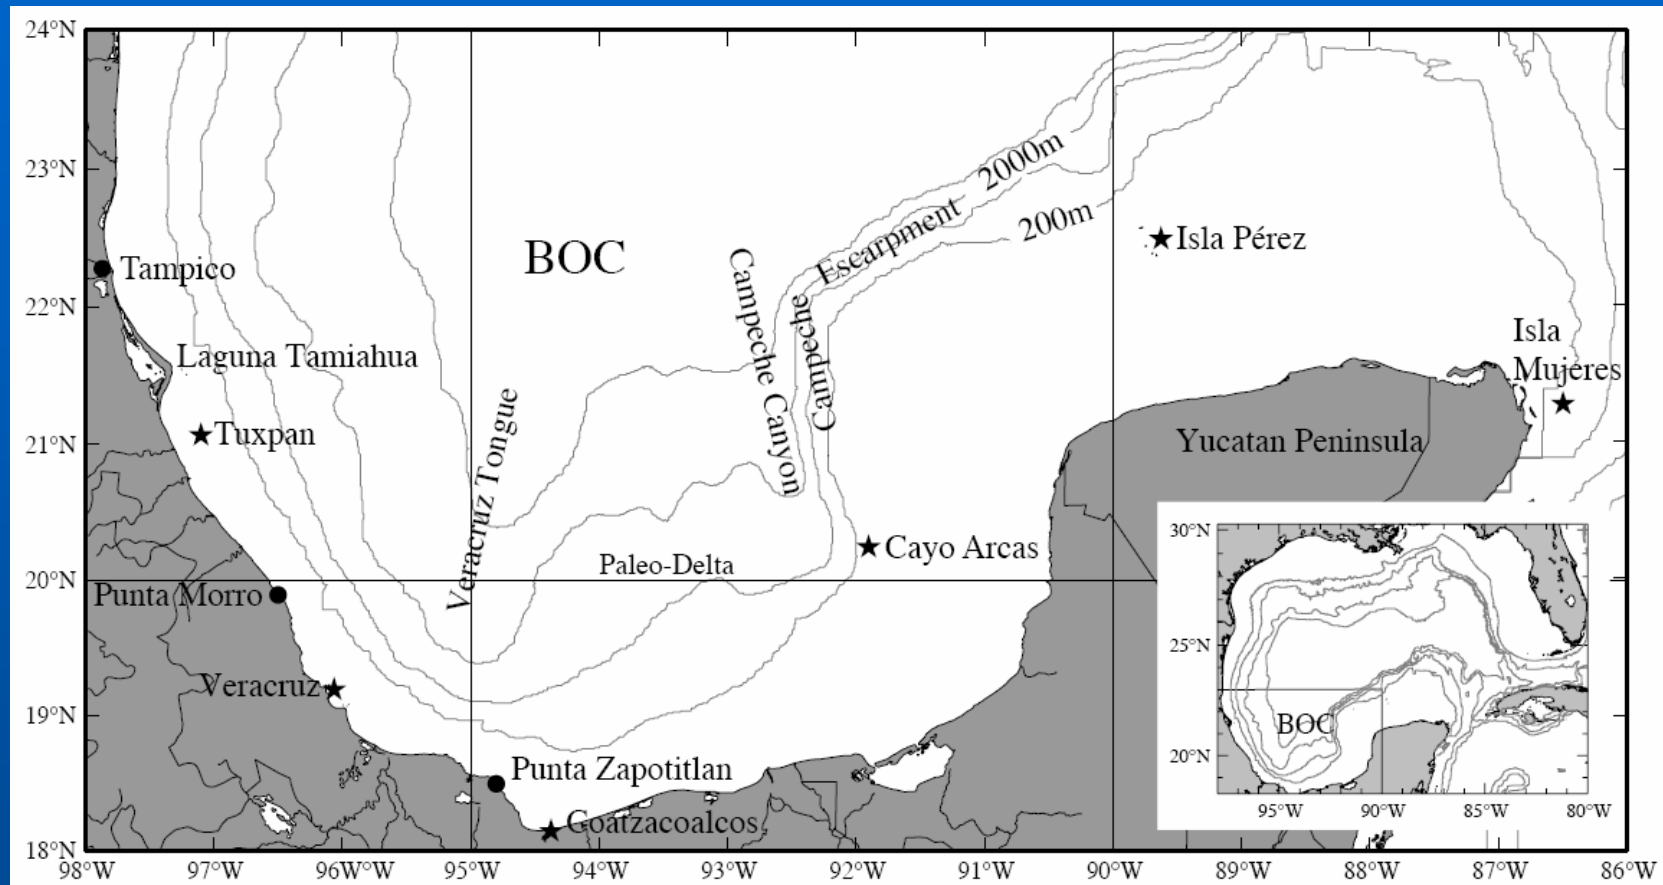 24°N
23°N
22°N
21°N
20°N
19°N
18°N
98°W
97°W
96°W
95°W
94°W
93°W
92°W
91°W
90°W
89°W
88°W
87°W
86°W
2000m
200m
Escarpment
Campeche
Campeche Canyon
BOC
Isla Pérez
Tampico
Laguna Tamiahua
Isla
Mujeres
Tuxpan
Veracruz Tongue
Yucatan Peninsula
Paleo-Delta
Cayo Arcas
Punta Morro
Veracruz
Punta Zapotitlan
Goatzacoalcos
30°N
25°N
20°N
BOC
95°W
90°W
85°W
80°W